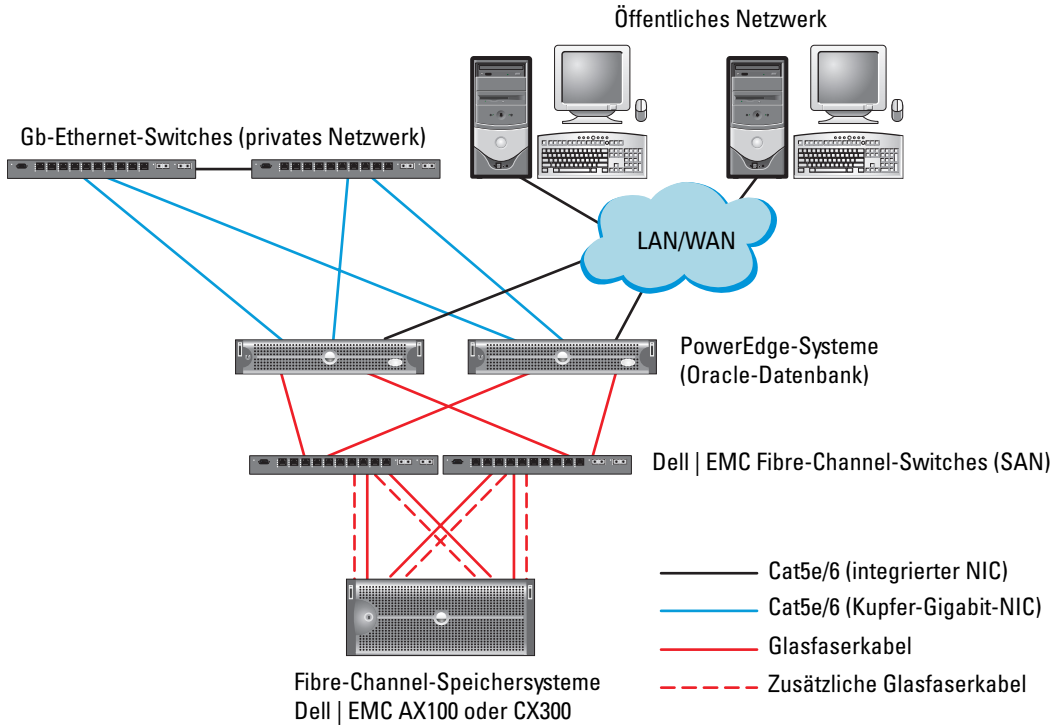 Öffentliches Netzwerk
Gb-Ethernet-Switches (privates Netzwerk)
LAN/WAN
PowerEdge-Systeme
(Oracle-Datenbank)
Dell | EMC Fibre-Channel-Switches (SAN)
Cat5e/6 (integrierter NIC)
Cat5e/6 (Kupfer-Gigabit-NIC)
Glasfaserkabel
Zusätzliche Glasfaserkabel
Fibre-Channel-Speichersysteme
Dell | EMC AX100 oder CX300